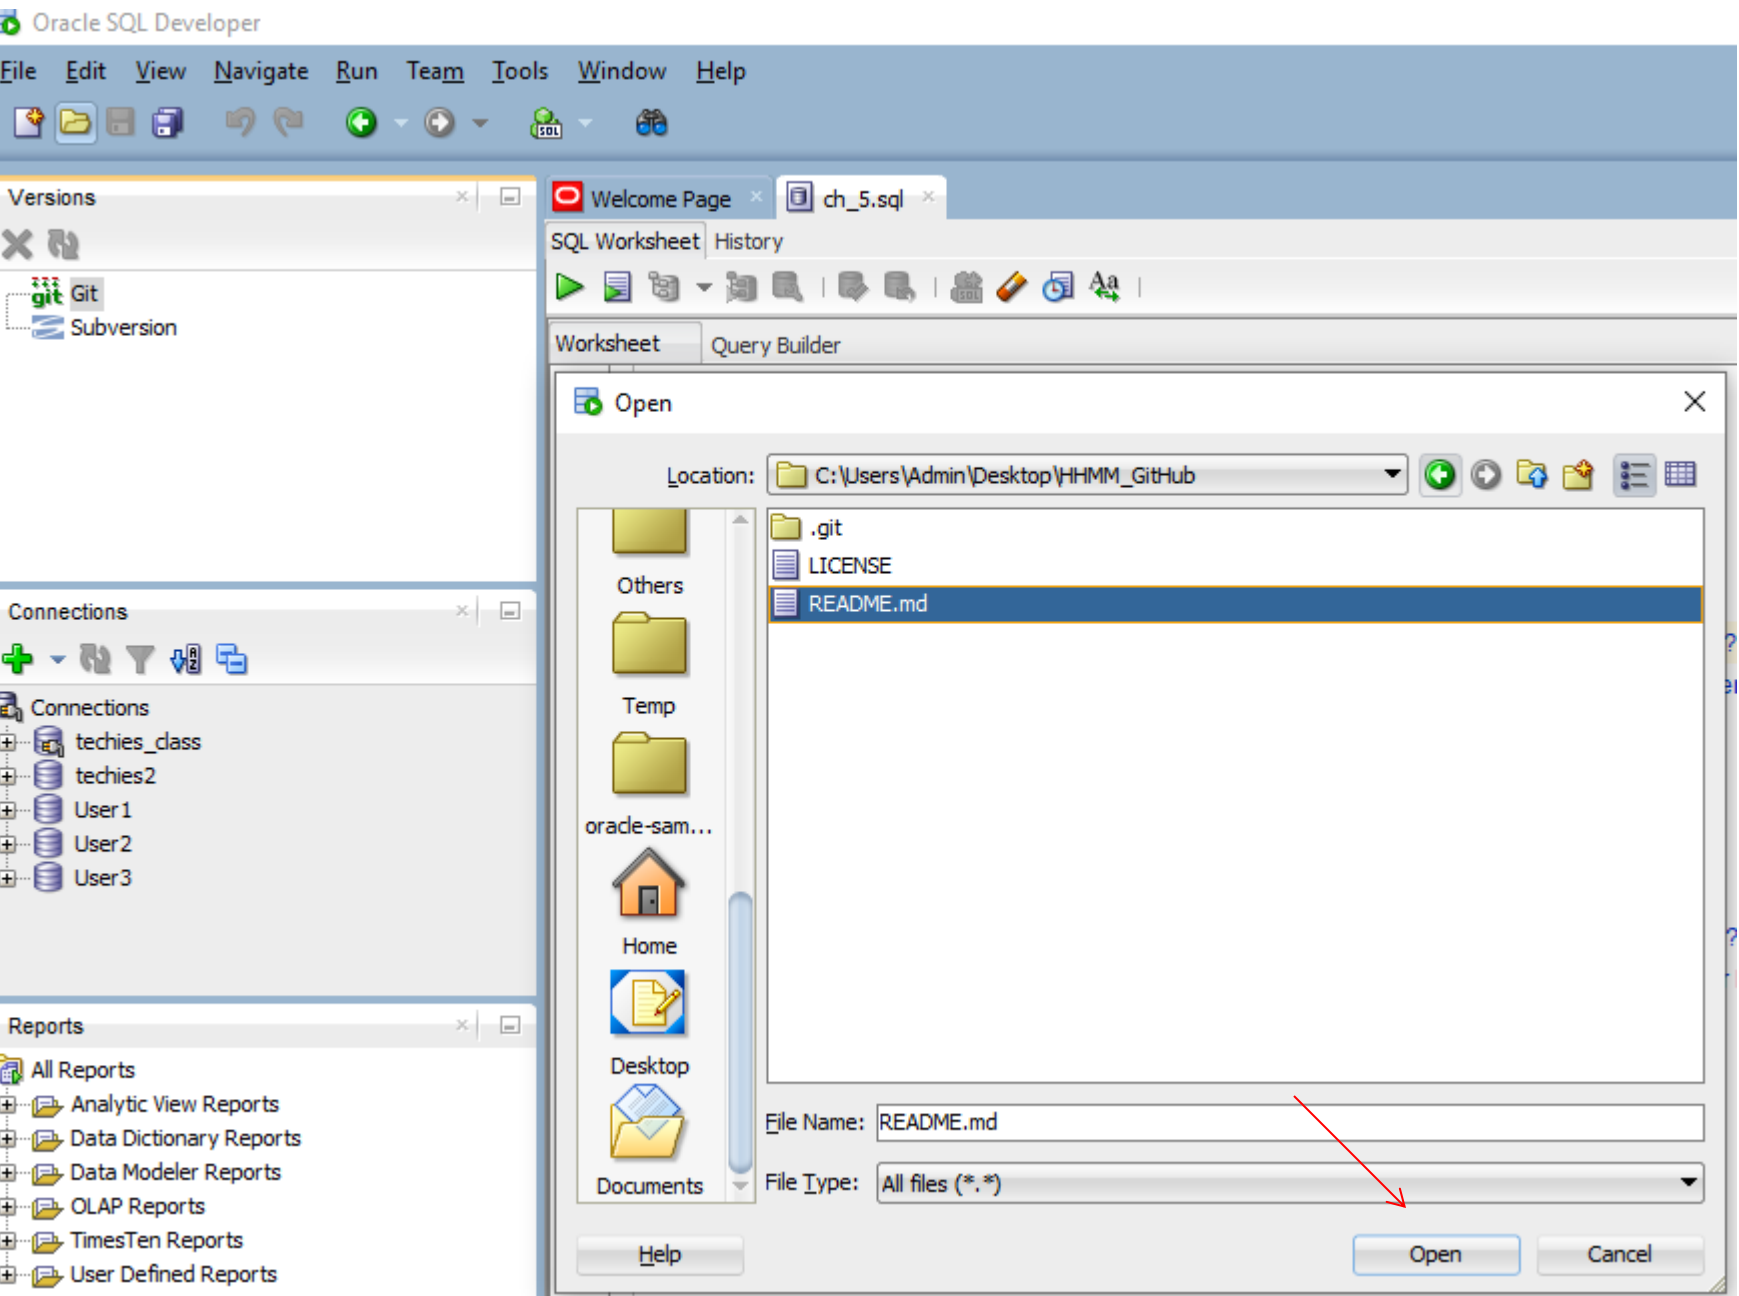 Oracle SQL Developer
File Edit View Navigate Run Team Tools Window Help
SQL
Versions
git Git
Subversion
Welcome Page
ch_5.sql
SQL Worksheet History
SQL
Aa
Worksheet Query Builder
Open
Location: C:\Users\Admin\Desktop\HHMM_GitHub
Others
Temp
oracle-sam...
Home
Desktop
Documents
.git
LICENSE
README.md
File Name: README.md
File Type: All files (*.*)
Help Open Cancel
Connections
Connections
techies_class
techies2
User1
User2
User3
Reports
All Reports
Analytic View Reports
Data Dictionary Reports
Data Modeler Reports
OLAP Reports
TimesTen Reports
User Defined Reports